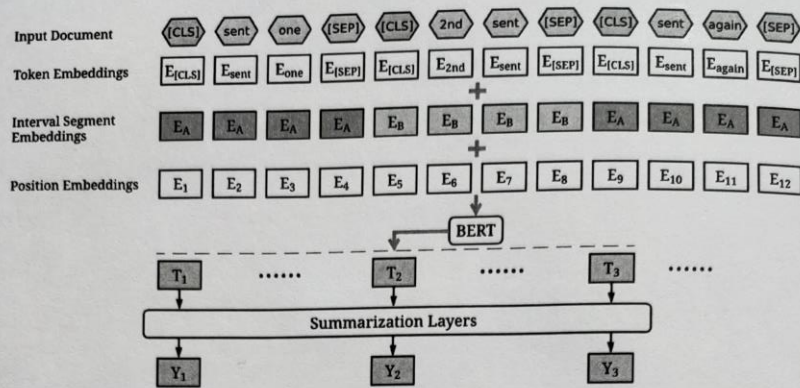 Input Document [CLS] sent one [SEP] [CLS] 2nd sent [SEP] [CLS] sent again [SEP]
Token Embeddings E[CLS] Esent Eone E[SEP] E[CLS] E2nd Esent E[SEP] E[CLS] Esent Eagain E[SEP]
+
Interval Segment
Embeddings EA EA EA EA EB EB EB EB EA EA EA EA
+
Position Embeddings E1 E2 E3 E4 E5 E6 E7 E8 E9 E10 E11 E12
BERT
T1 ...... T2 ...... T3 ......
Summarization Layers
Y1 Y2 Y3